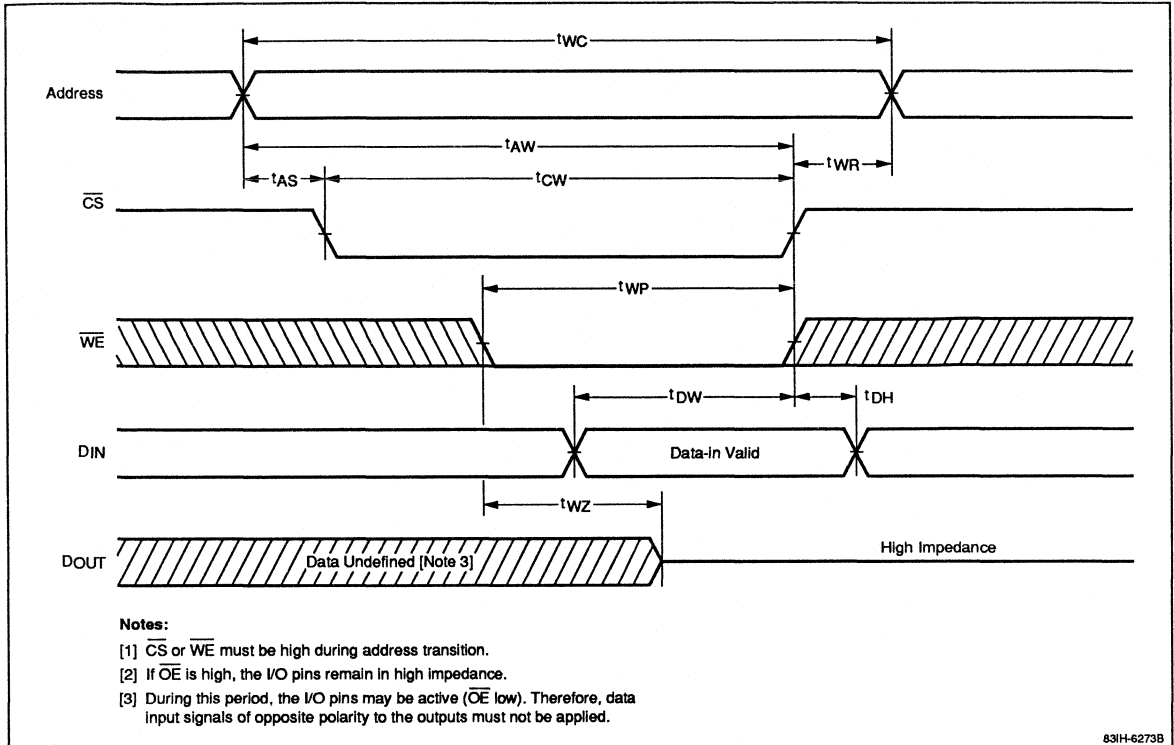 tWC
Address
tAW
tWR
tAS
tCW
CS
tWP
WE
tDW
tDH
DIN
Data-in Valid
tWZ
DOUT
Data Undefined [Note 3]
High Impedance
Notes:
[1] CS or WE must be high during address transition.
[2] If OE is high, the I/O pins remain in high impedance.
[3] During this period, the I/O pins may be active (OE low). Therefore, data
input signals of opposite polarity to the outputs must not be applied.
83IH-6273B